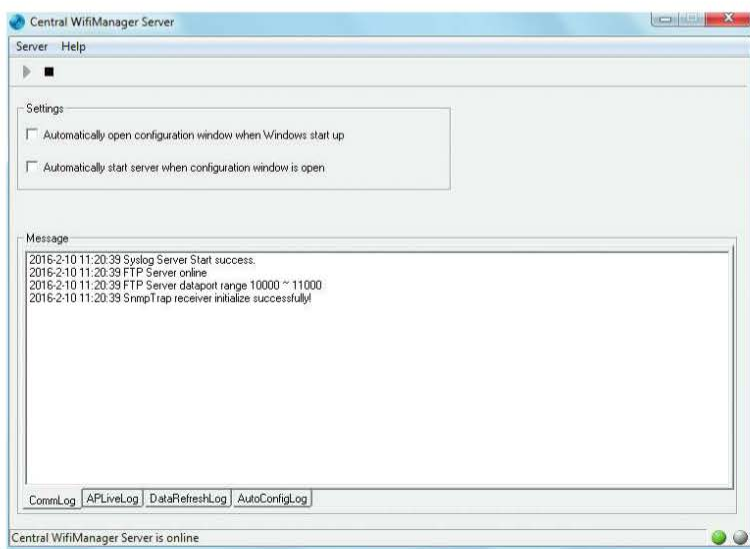 Central WifiManager Server
Server Help
Settings
Automatically open configuration window when Windows start up
Automatically start server when configuration window is open
Message
2016-2-10 11:20:39 Syslog Server Start success.
2016-2-10 11:20:39 FTP Server online
2016-2-10 11:20:39 FTP Server dataport range 10000 ~ 11000
2016-2-10 11:20:39 SnmpTrap receiver initialize successfully!
CommLog APLiveLog DataRefreshLog AutoConfigLog
Central WifiManager Server is online